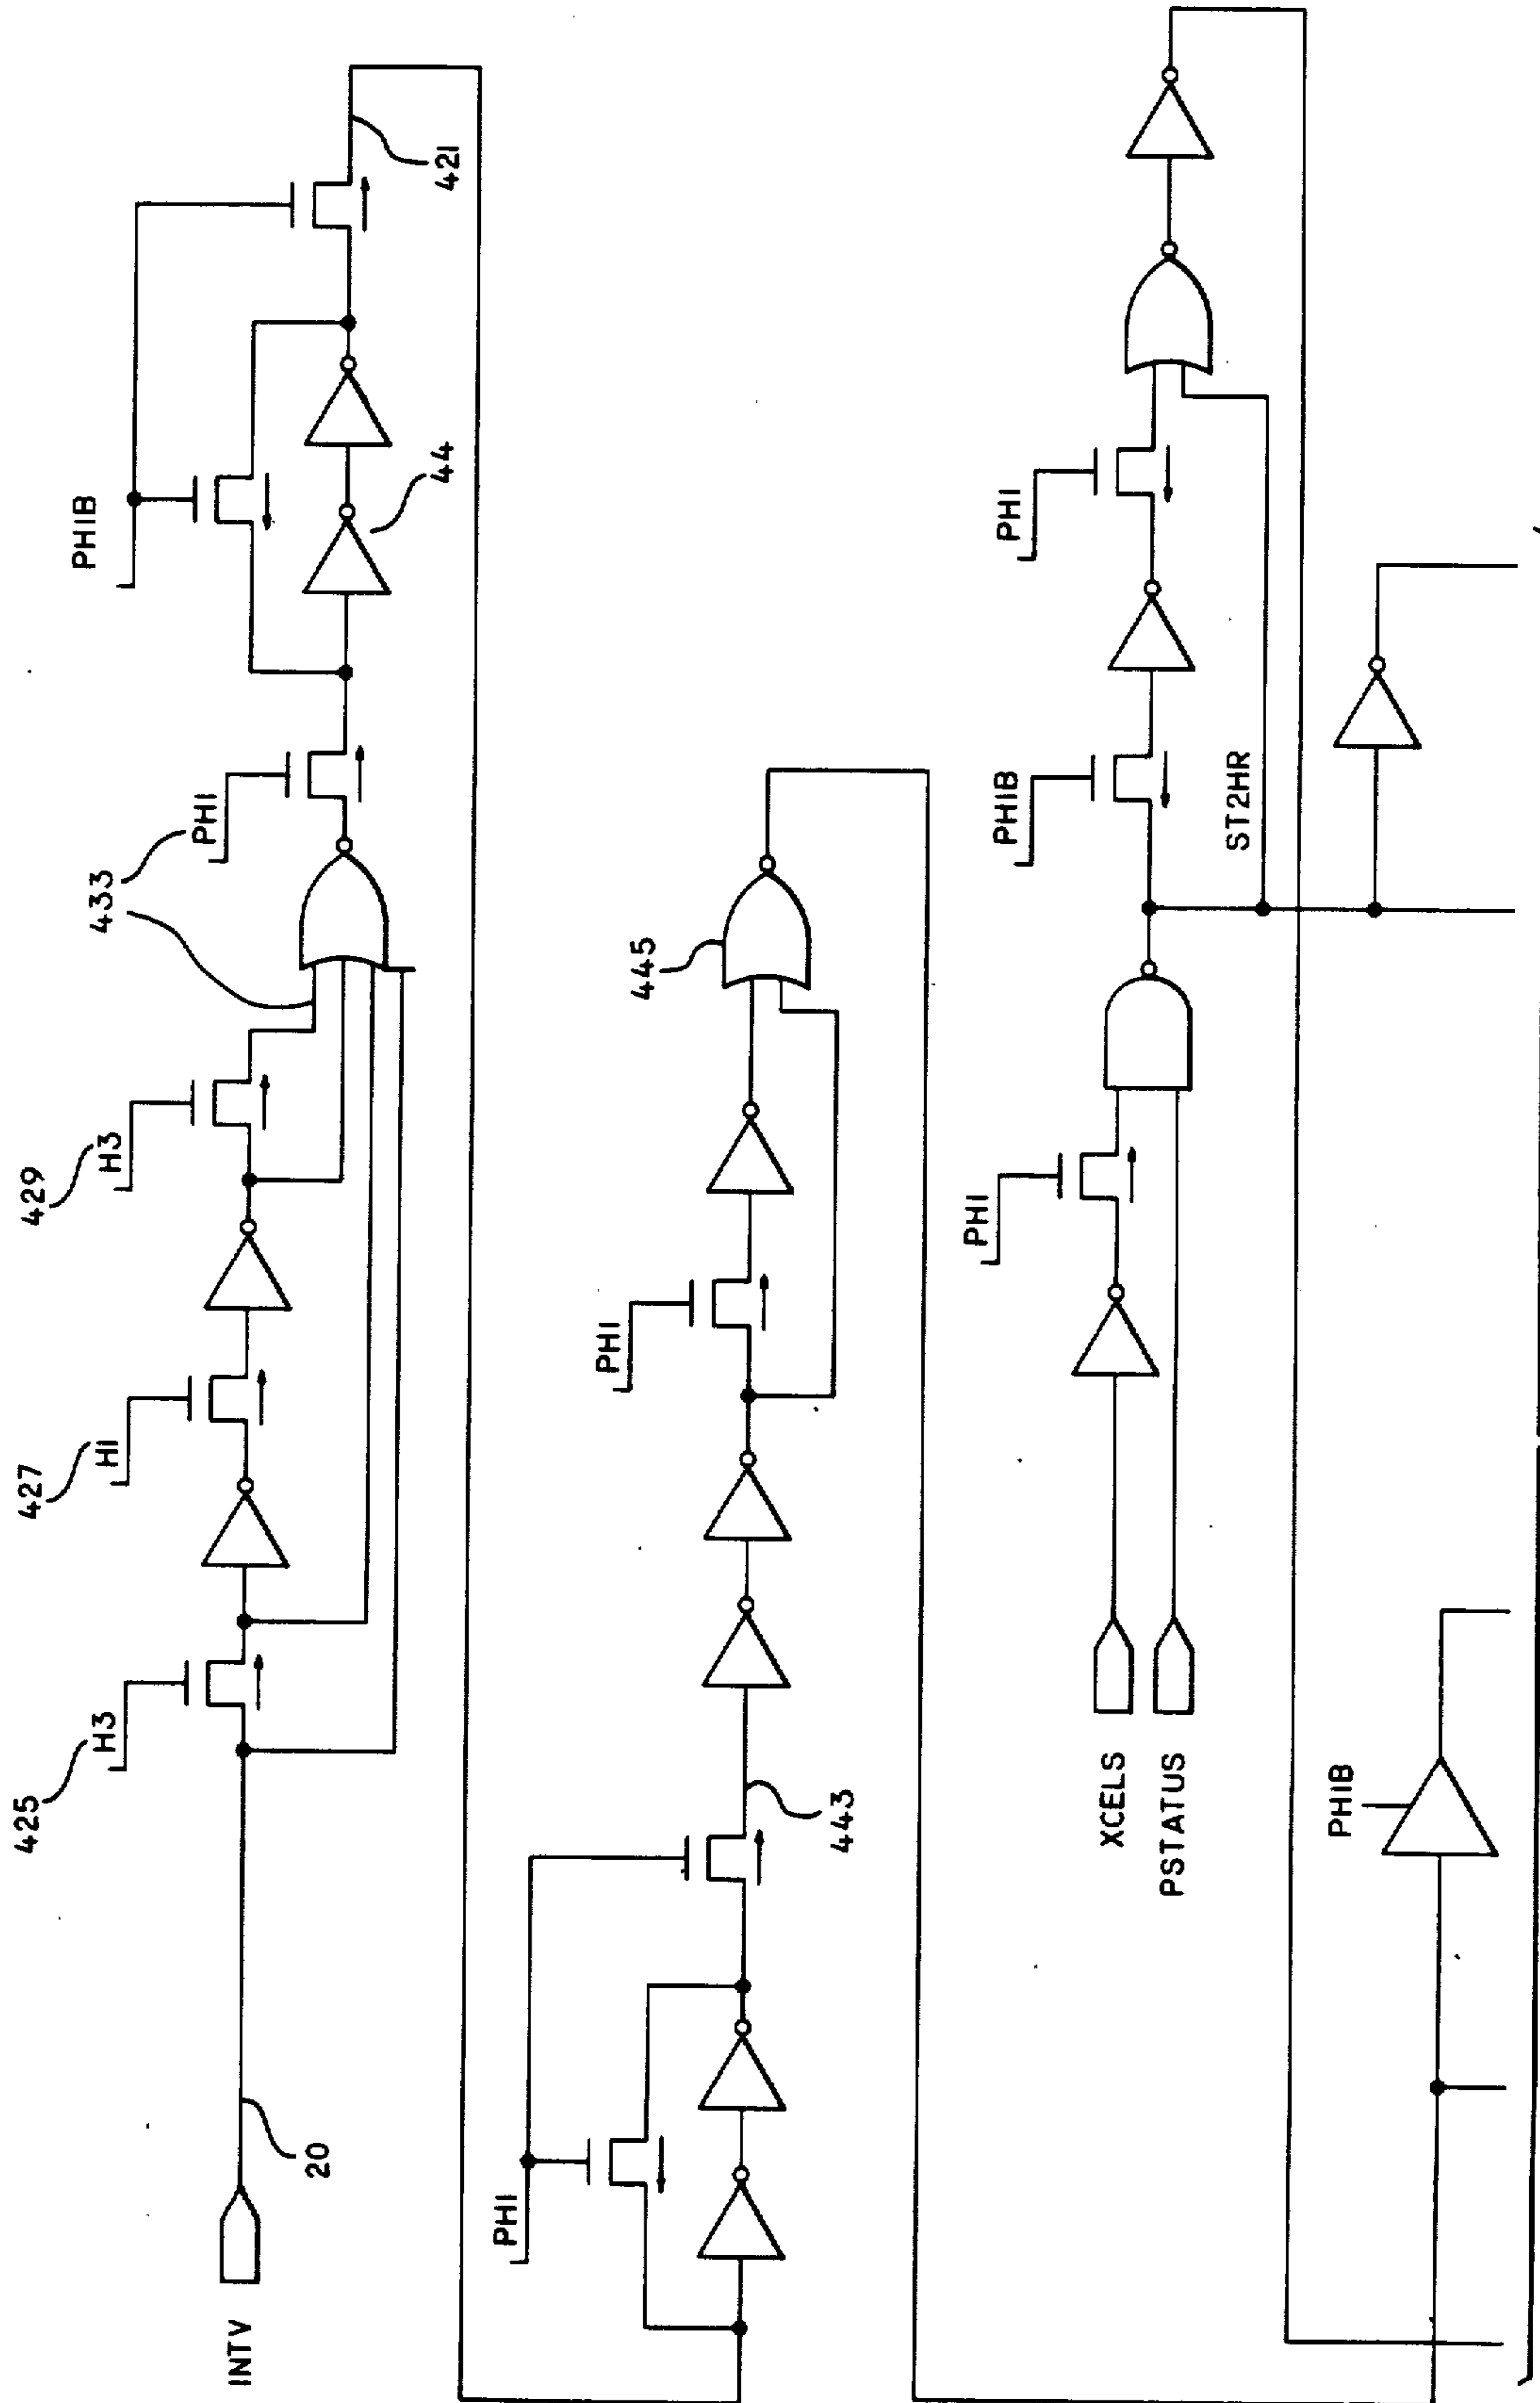 425
427
429
H3
H1
H3
433
PHI
PHIB
INTV
20
44
421
PHI
443
PHI
445
PHI
PHIB
PHI
XCELS
PSTATUS
ST2HR
PHIB